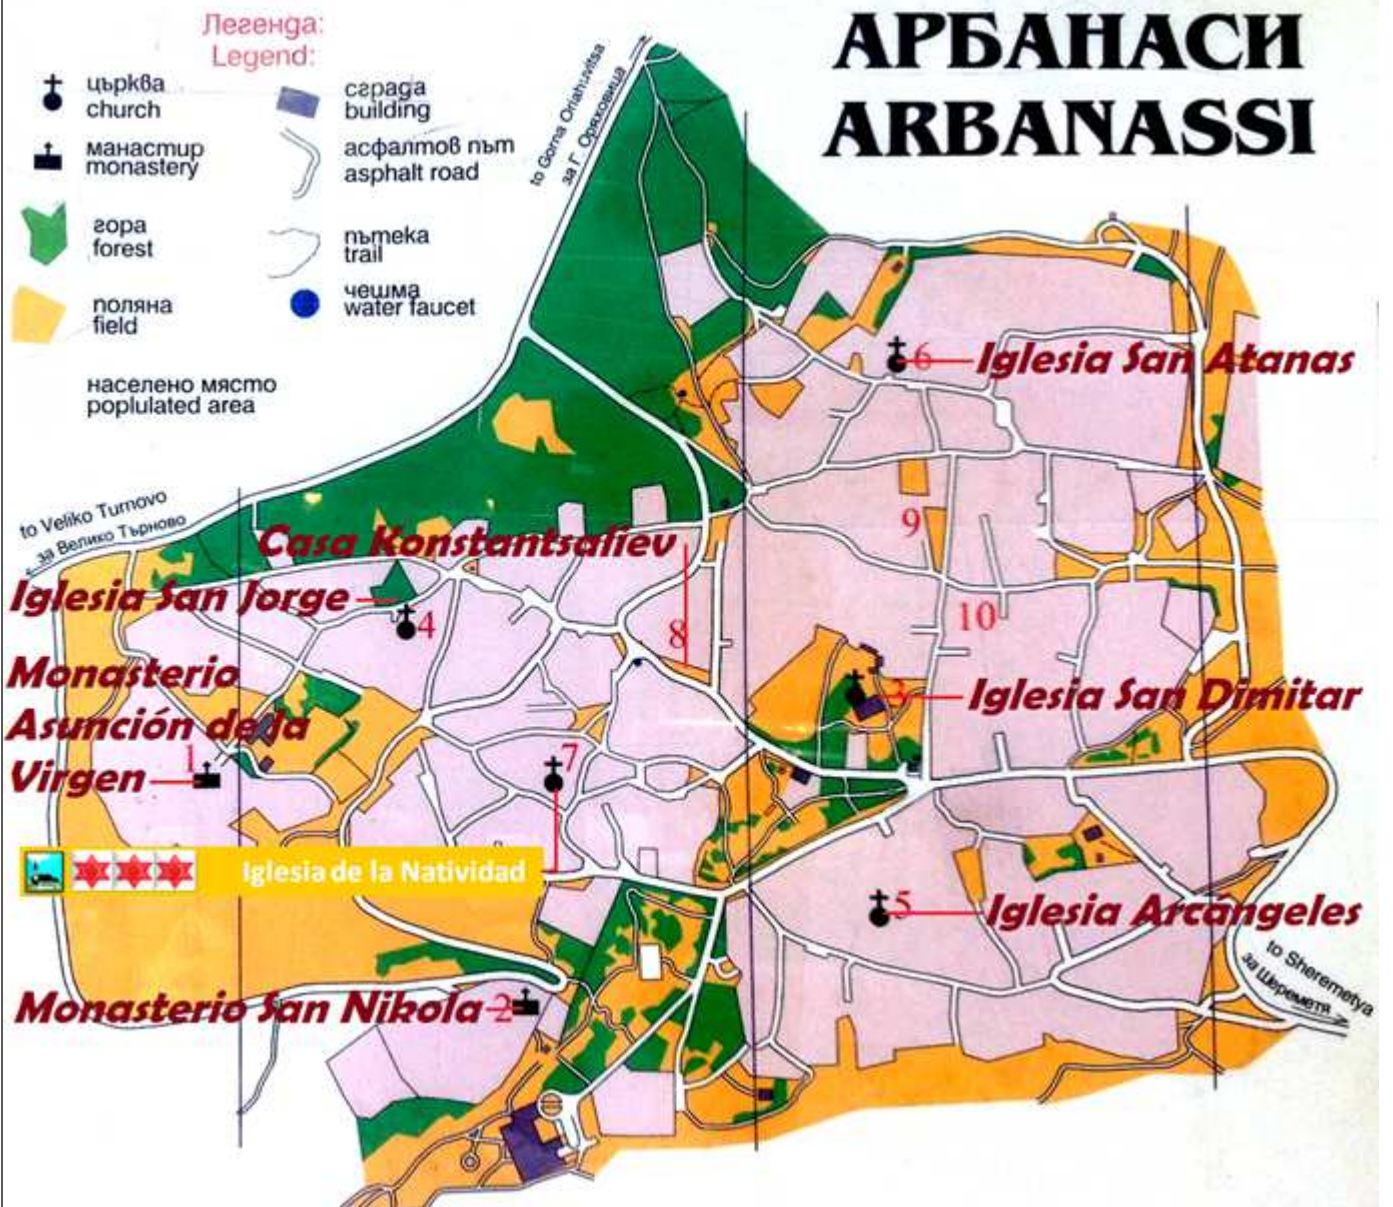 АРБАНАСИ
ARBANASSI
Легенда:
Legend:
църква
church
манастир
monastery
гора
forest
поляна
field
населено място
poplulated area
сграда
building
асфалтов път
asphalt road
пътека
trail
чешма
water faucet
to Gorna Oriahuvitsa
за Г. Оряховица
to Veliko Turnovo
за Велико Търново
6 Iglesia San Atanas
Casa Konstantsaliev
8
9
10
Iglesia San Jorge
4
Monasterio
Asunción de la
Virgen
1
3 Iglesia San Dimitar
7
Iglesia de la Natividad
5 Iglesia Arcángeles
Monasterio San Nikola 2
to Sheremetya
за Шереметя